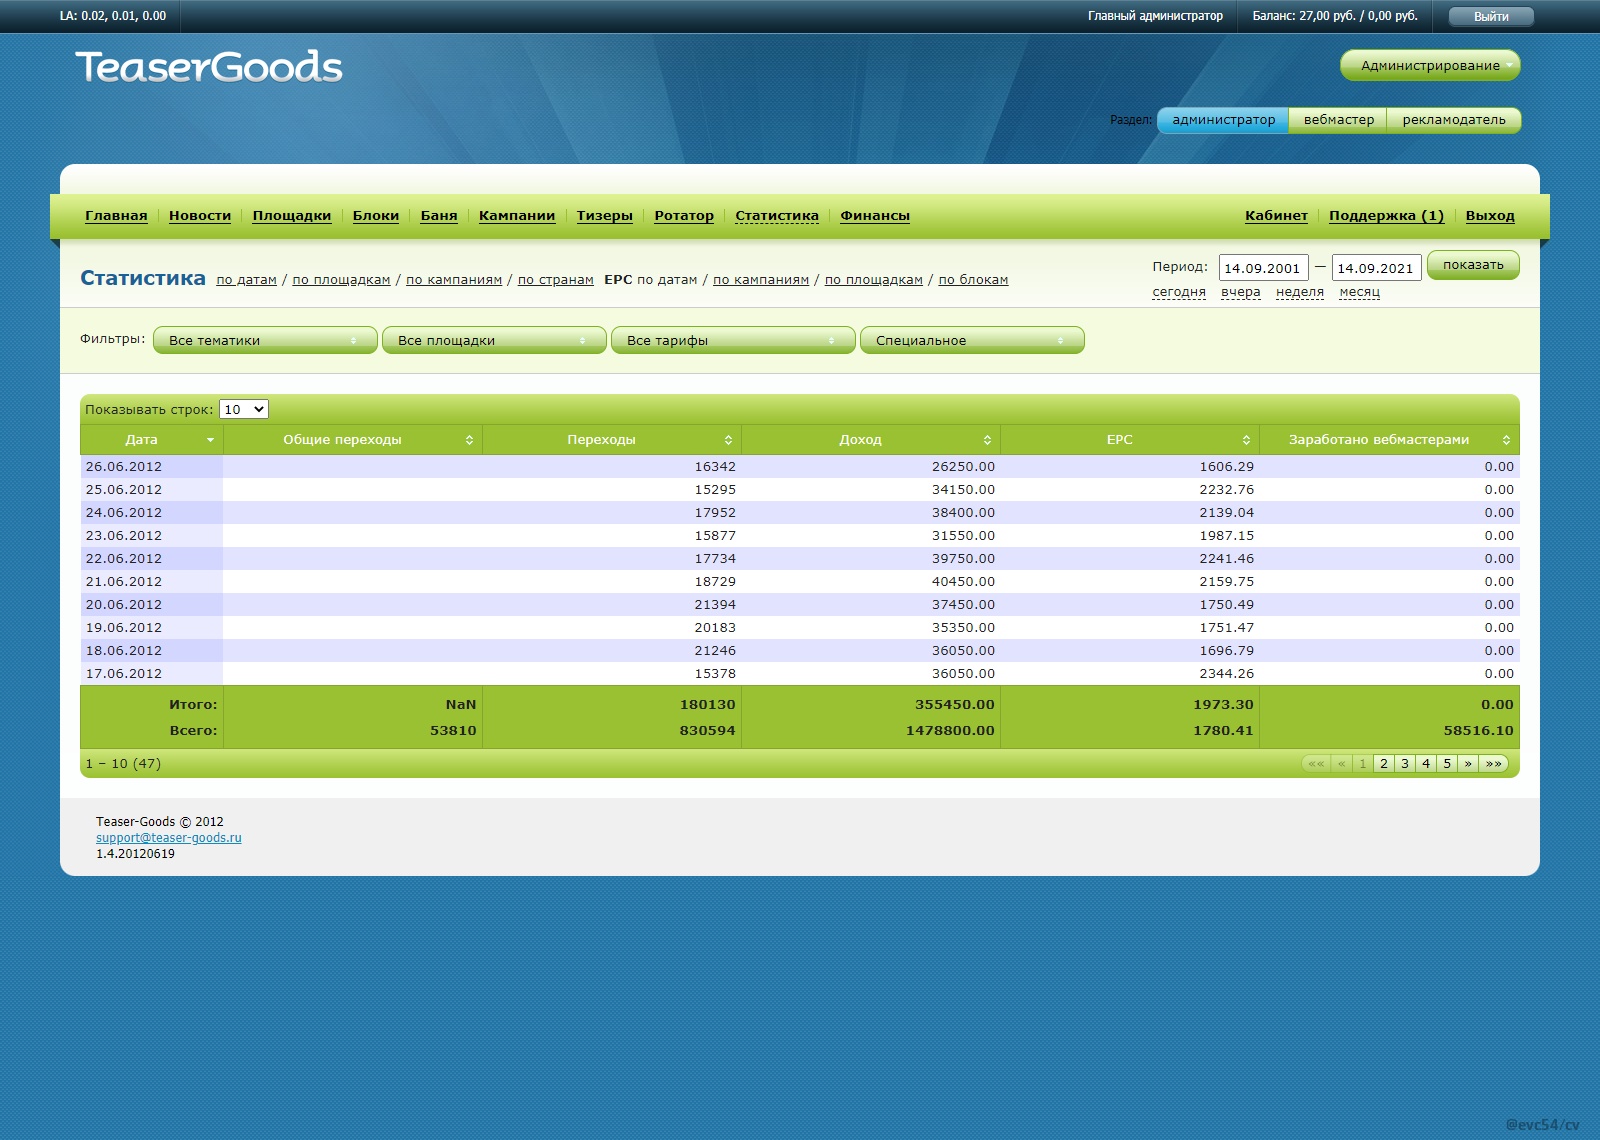 LA: 0.02, 0.01, 0.00 Главный администратор Баланс: 27,00 руб. / 0,00 руб. Выйти
TeaserGoods
Администрирование
Раздел: администратор вебмастер рекламодатель
Главная Новости Площадки Блоки Баня Кампании Тизеры Ротатор Статистика Финансы Кабинет Поддержка (1) Выход
Статистика по датам / по площадкам / по кампаниям / по странам EPC по датам / по кампаниям / по площадкам / по блокам
Период: 14.09.2001 — 14.09.2021 показать
сегодня вчера неделя месяц
Фильтры: Все тематики Все площадки Все тарифы Специальное
Показывать строк: 10
Дата Общие переходы Переходы Доход EPC Заработано вебмастерами
26.06.2012 16342 26250.00 1606.29 0.00
25.06.2012 15295 34150.00 2232.76 0.00
24.06.2012 17952 38400.00 2139.04 0.00
23.06.2012 15877 31550.00 1987.15 0.00
22.06.2012 17734 39750.00 2241.46 0.00
21.06.2012 18729 40450.00 2159.75 0.00
20.06.2012 21394 37450.00 1750.49 0.00
19.06.2012 20183 35350.00 1751.47 0.00
18.06.2012 21246 36050.00 1696.79 0.00
17.06.2012 15378 36050.00 2344.26 0.00
Итого: NaN 180130 355450.00 1973.30 0.00
Всего: 53810 830594 1478800.00 1780.41 58516.10
1 – 10 (47) «« « 1 2 3 4 5 » »»
Teaser-Goods © 2012
support@teaser-goods.ru
1.4.20120619
@evc54/cv